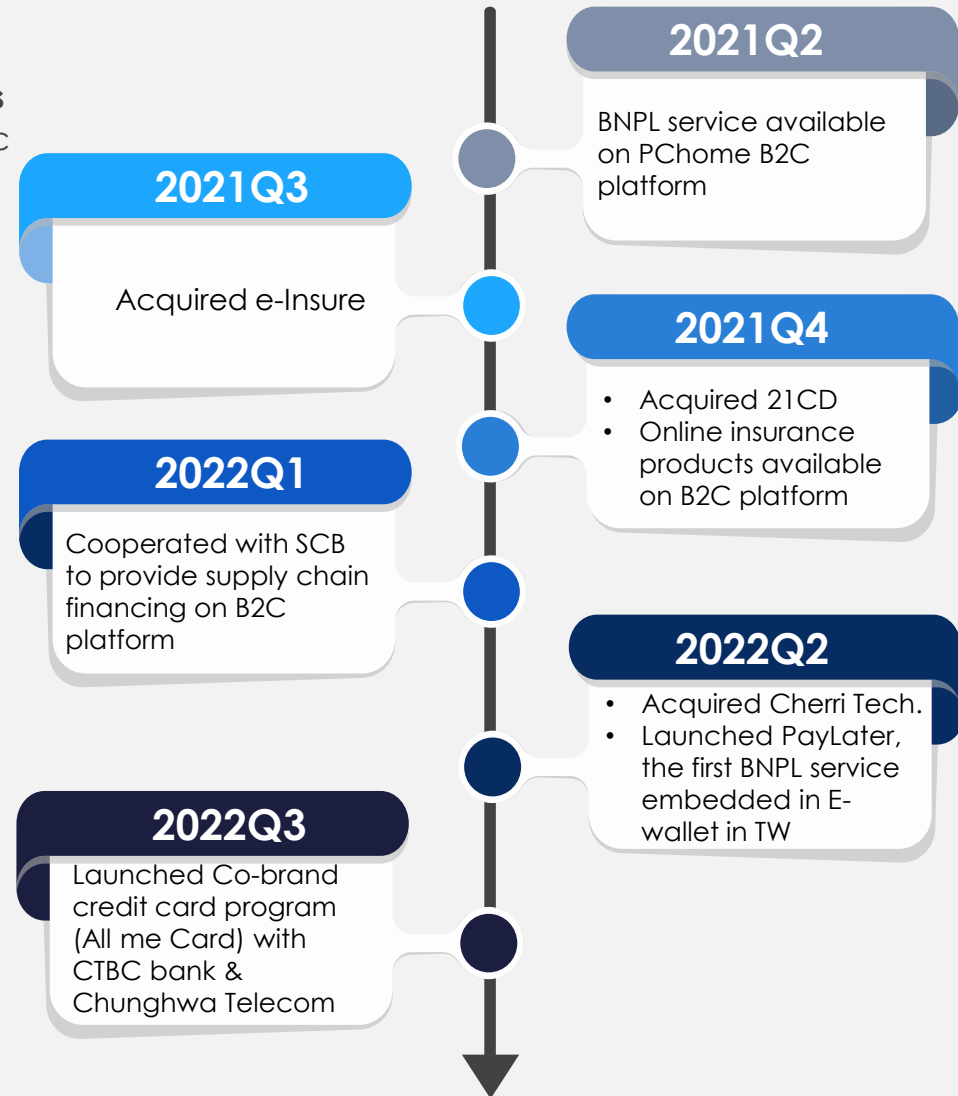 2021Q2
BNPL service available
on PChome B2C
platform
2021Q3
Acquired e-Insure
2021Q4
• Acquired 21CD
• Online insurance
products available
on B2C platform
2022Q1
Cooperated with SCB
to provide supply chain
financing on B2C
platform
2022Q2
• Acquired Cherri Tech.
• Launched PayLater,
the first BNPL service
embedded in E-
wallet in TW
2022Q3
Launched Co-brand
credit card program
(All me Card) with
CTBC bank &
Chunghwa Telecom